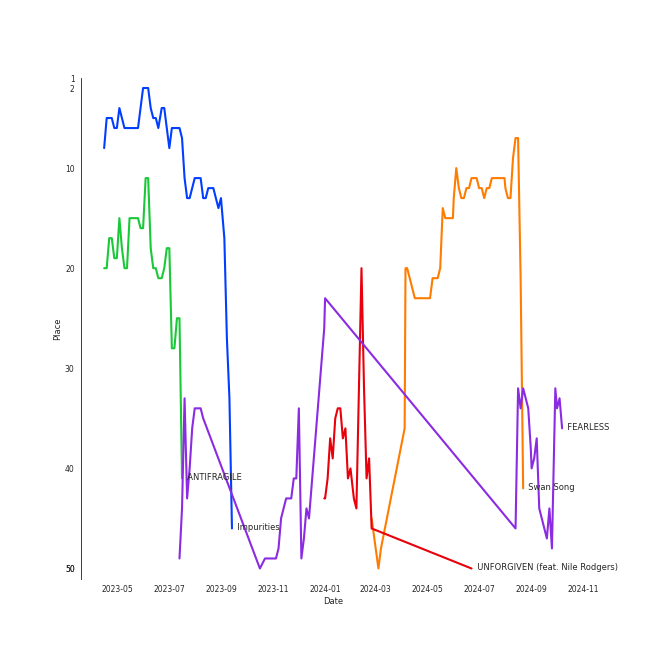 1
2
10
20
30
40
50
Place
ANTIFRAGILE
Impurities
FEARLESS
Swan Song
UNFORGIVEN (feat. Nile Rodgers)
2023-05 2023-07 2023-09 2023-11 2024-01 2024-03 2024-05 2024-07 2024-09 2024-11
Date